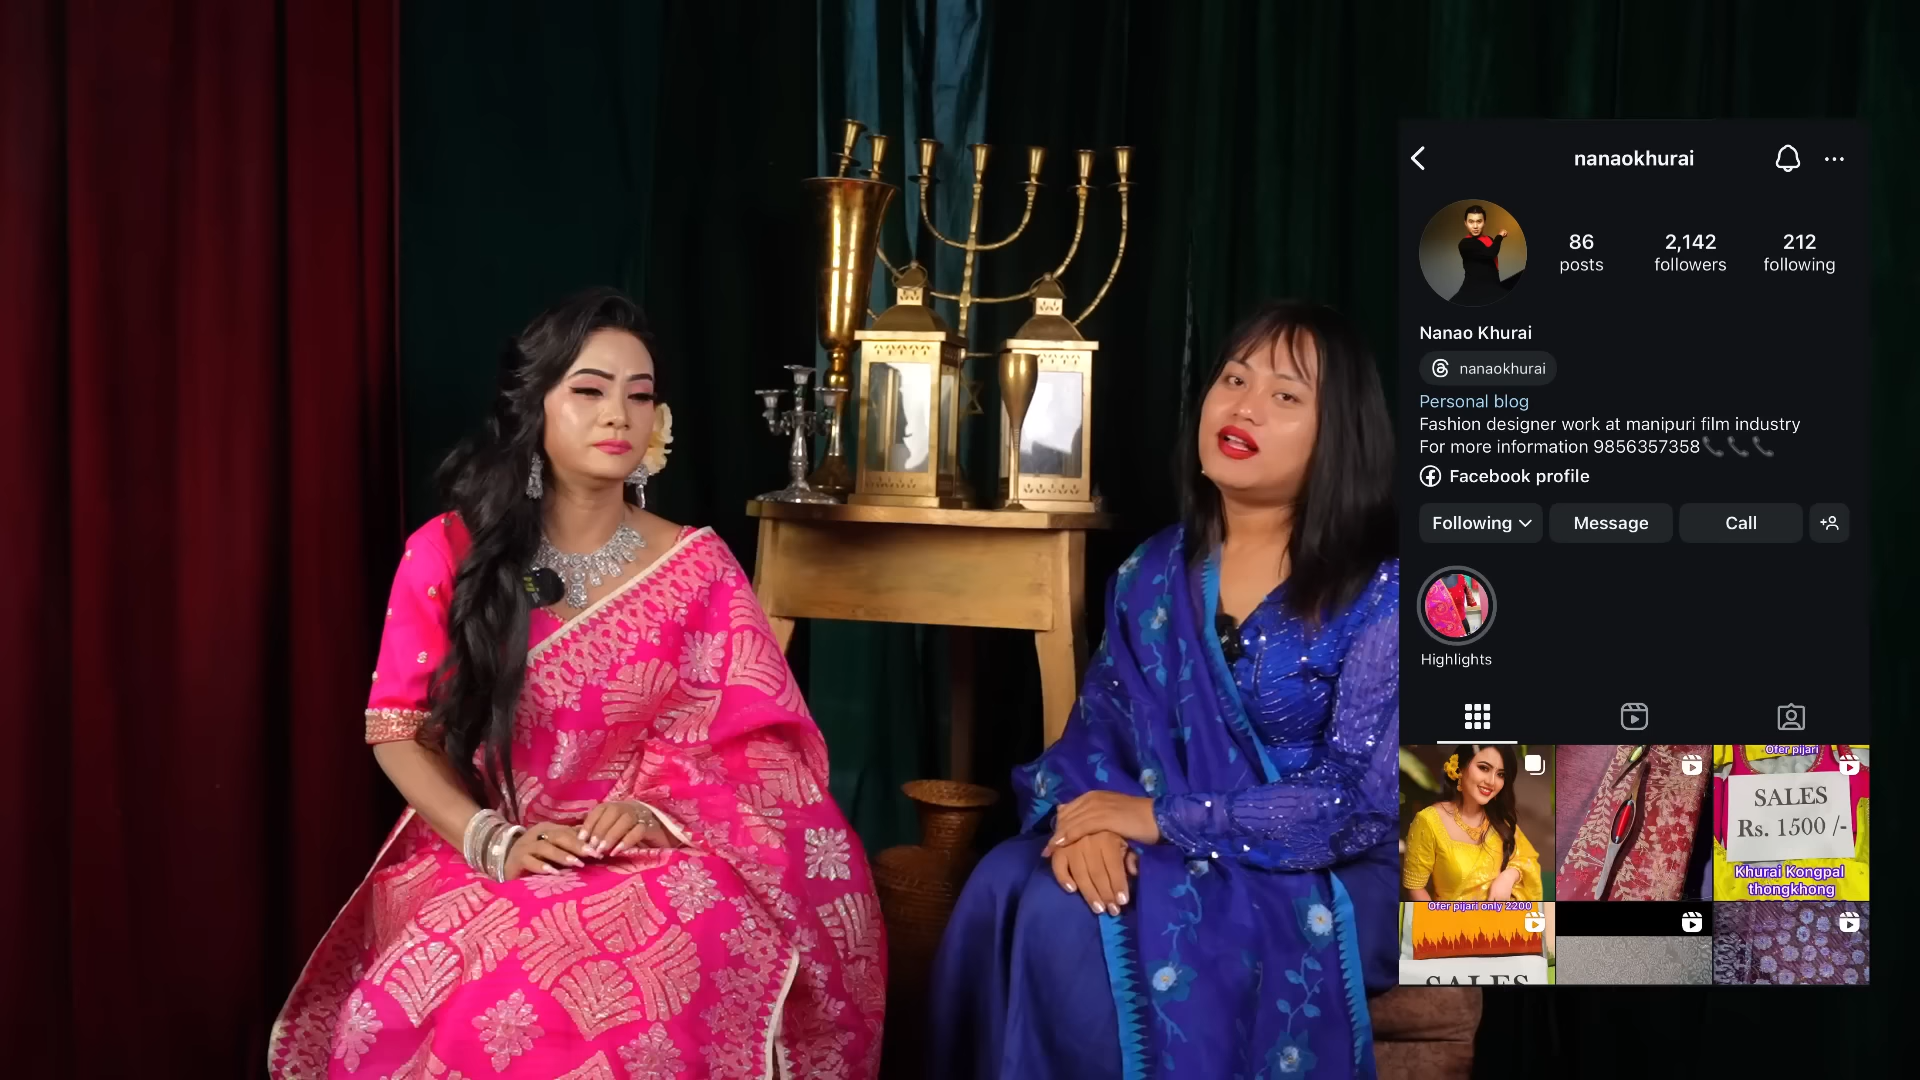 nanaokhurai
86
2,142
212
posts
followers
following
Nanao Khurai
nanaokhurai
Personal blog
Fashion designer work at manipuri film industry
For more information 9856357358📞📞📞
Facebook profile
Following
Message
Call
Highlights
Ofer pijari
SALES
Rs. 1500 /-
Khurai Kongpal
thongkhong
Ofer pijari only 2200
SALES